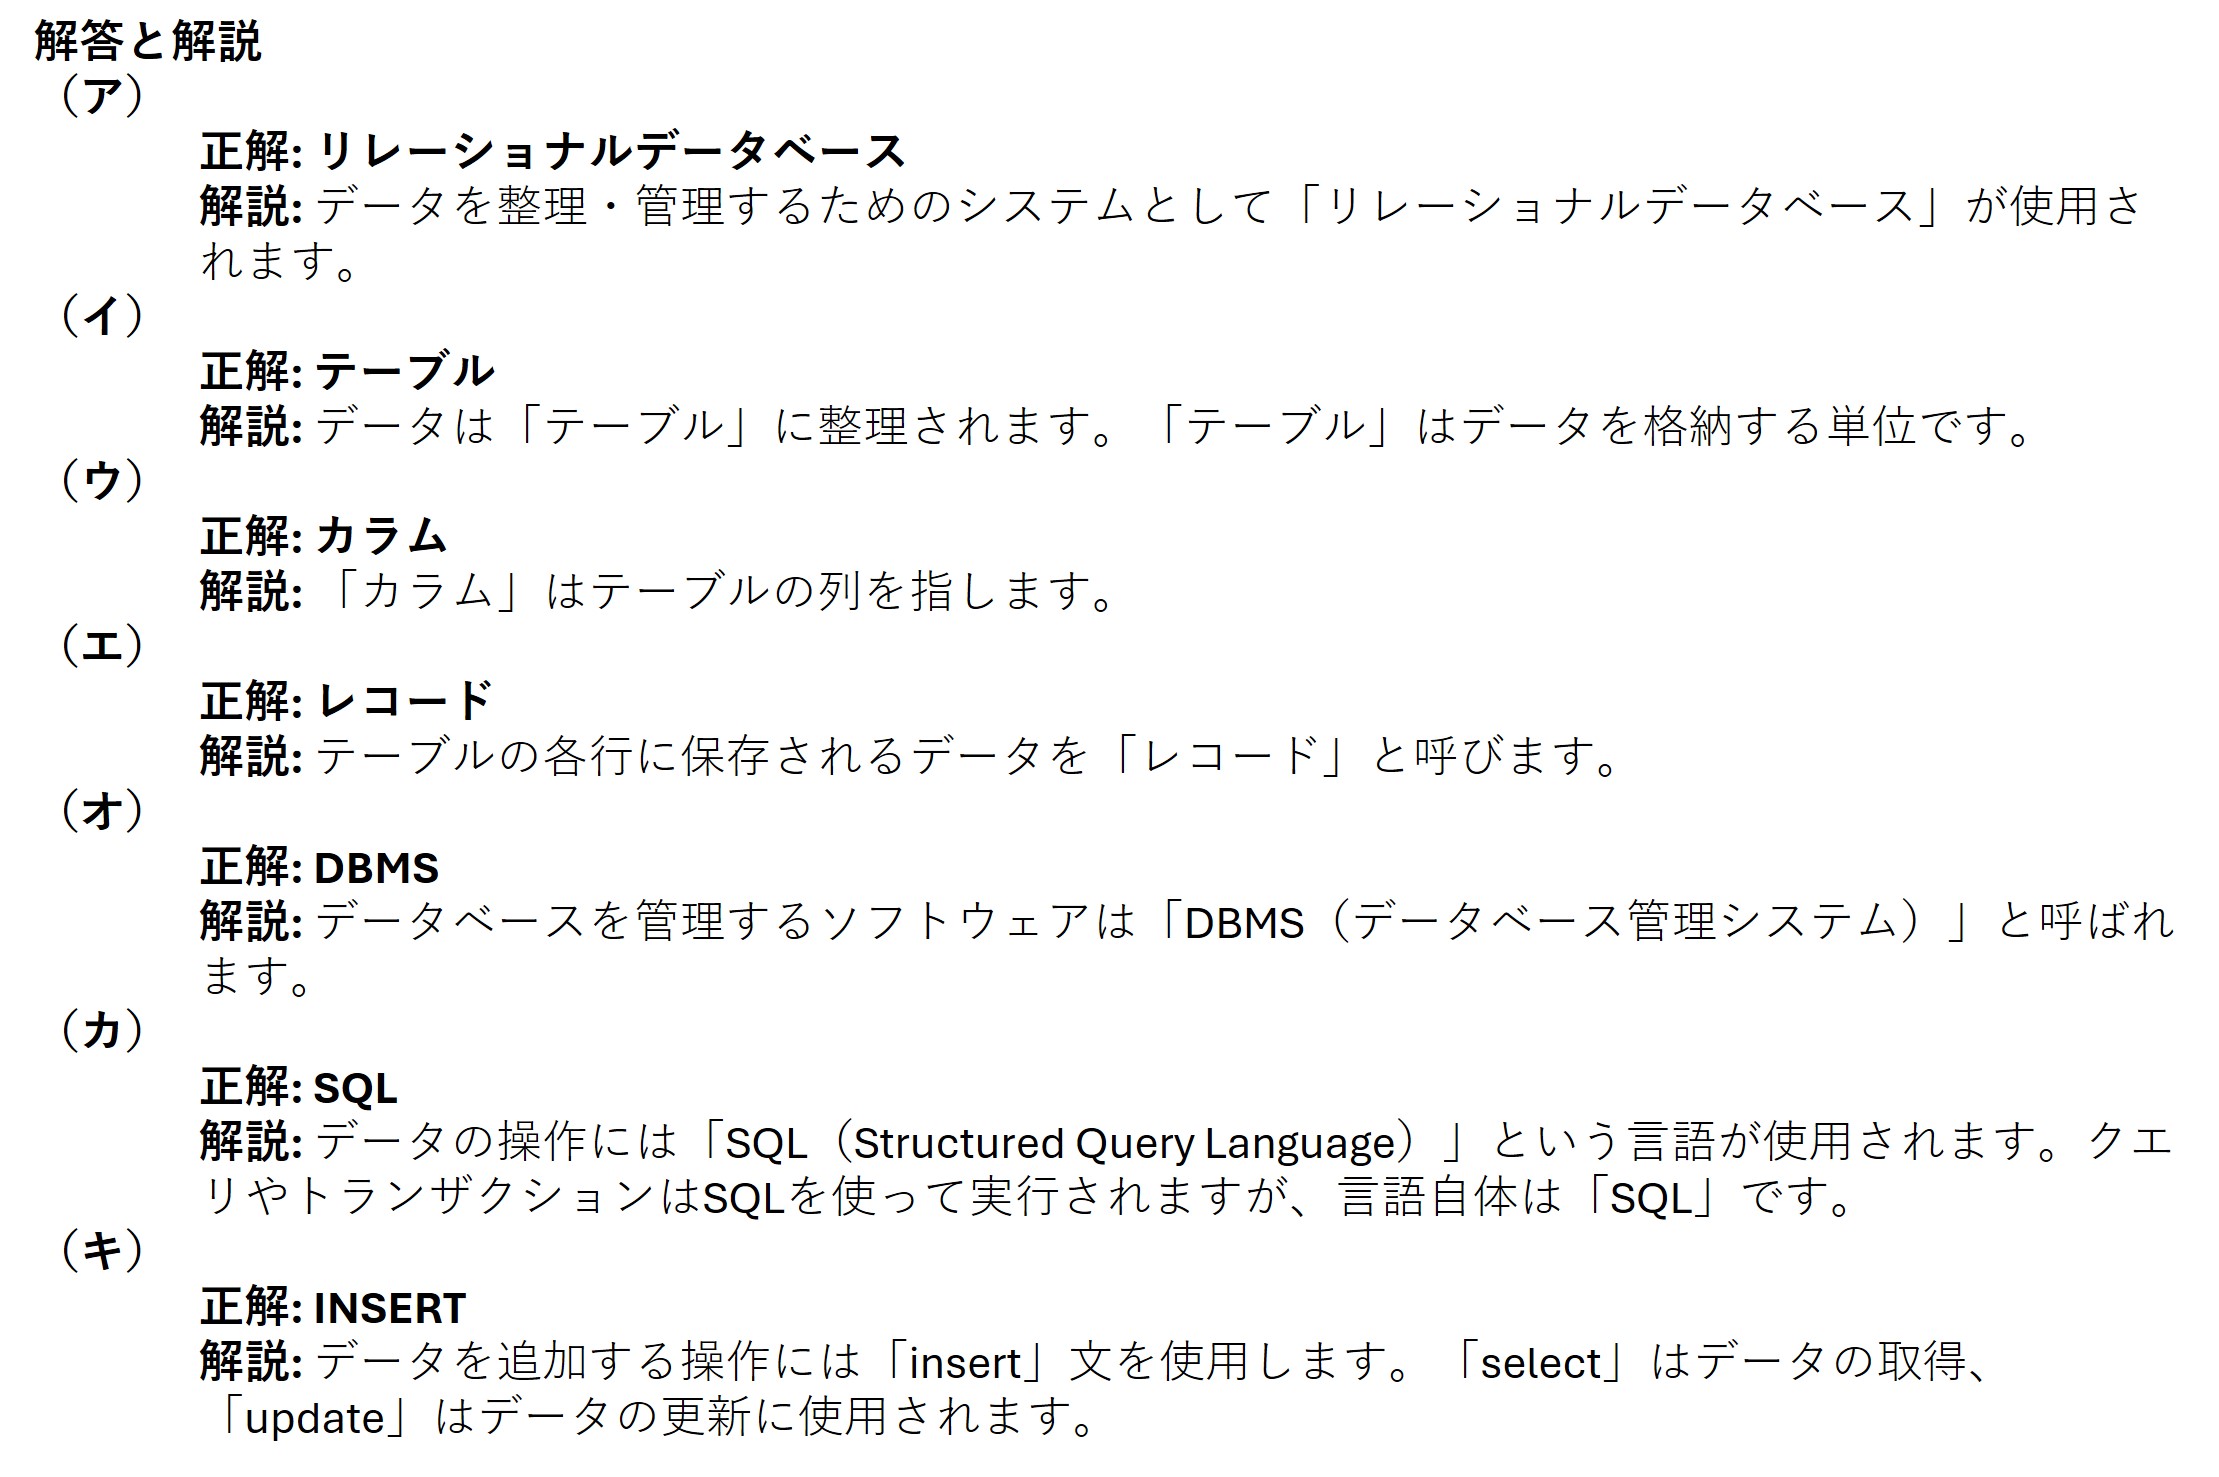 解答と解説
（ア）
正解: リレーショナルデータベース
解説: データを整理・管理するためのシステムとして「リレーショナルデータベース」が使用さ
れます。
（イ）
正解: テーブル
解説: データは「テーブル」に整理されます。「テーブル」はデータを格納する単位です。
（ウ）
正解: カラム
解説: 「カラム」はテーブルの列を指します。
（エ）
正解: レコード
解説: テーブルの各行に保存されるデータを「レコード」と呼びます。
（オ）
正解: DBMS
解説: データベースを管理するソフトウェアは「DBMS（データベース管理システム）」と呼ばれ
ます。
（カ）
正解: SQL
解説: データの操作には「SQL（Structured Query Language）」という言語が使用されます。クエ
リやトランザクションはSQLを使って実行されますが、言語自体は「SQL」です。
（キ）
正解: INSERT
解説: データを追加する操作には「insert」文を使用します。「select」はデータの取得、
「update」はデータの更新に使用されます。